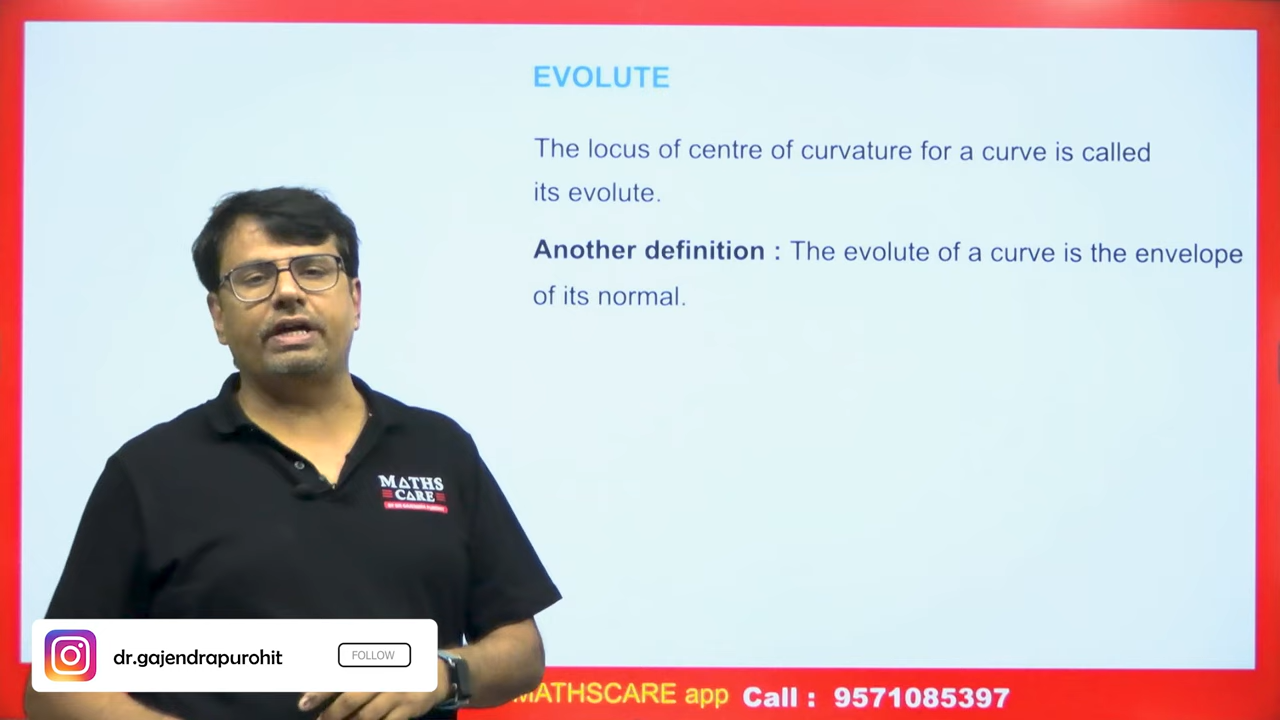 EVOLUTE
The locus of centre of curvature for a curve is called
its evolute.
Another definition : The evolute of a curve is the envelope
of its normal.
MATHS
CARE
dr.gajendrapurohit
FOLLOW
MATHSCARE app Call : 9571085397